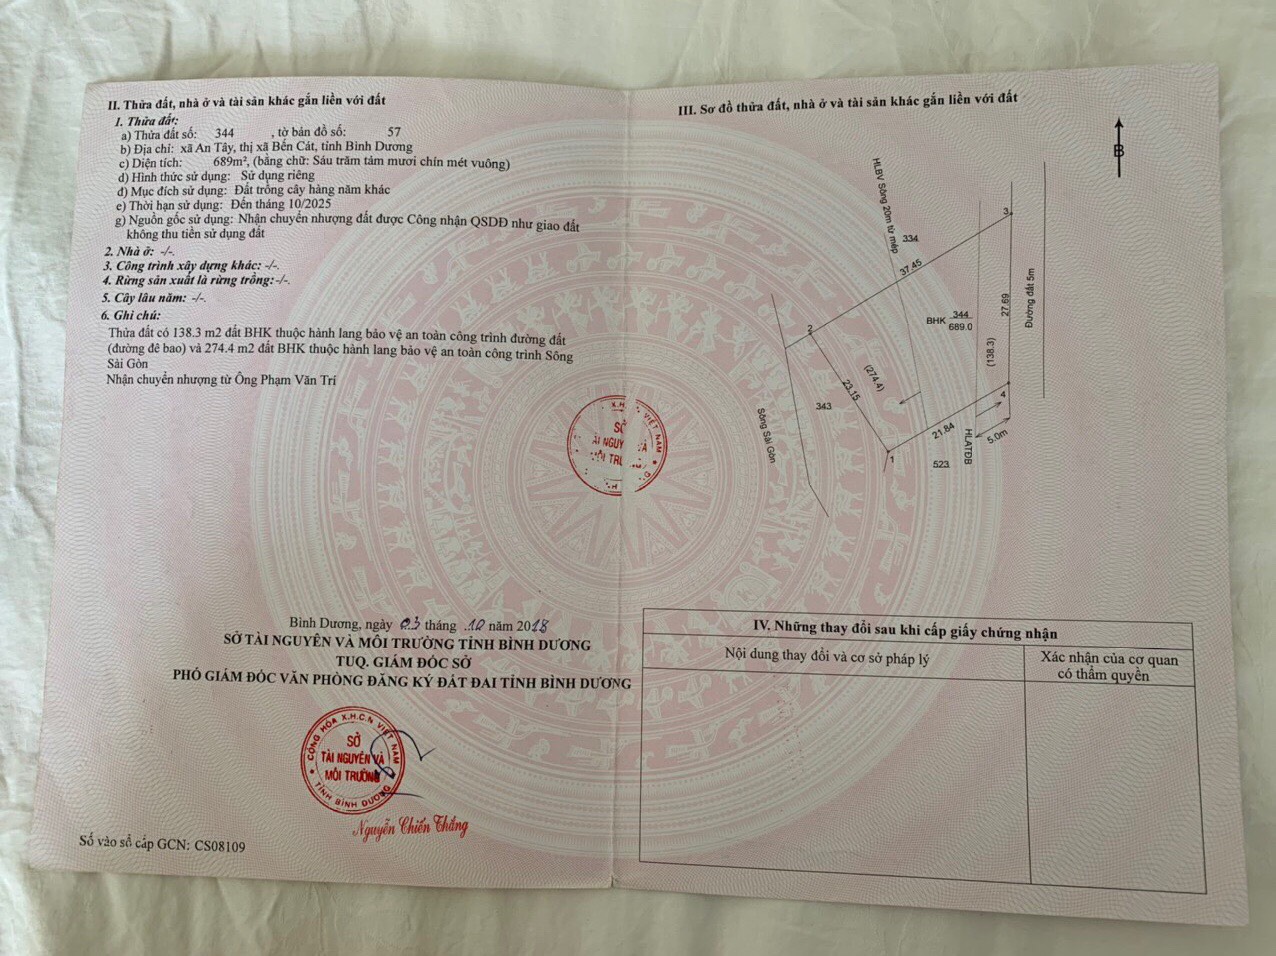 II. Thửa đất, nhà ở và tài sản khác gắn liền với đất
1. Thửa đất:
a) Thửa đất số: 344 , tờ bản đồ số: 57
b) Địa chỉ: xã An Tây, thị xã Bến Cát, tỉnh Bình Dương
c) Diện tích: 689m², (bằng chữ: Sáu trăm tám mươi chín mét vuông)
d) Hình thức sử dụng: Sử dụng riêng
đ) Mục đích sử dụng: Đất trồng cây hàng năm khác
e) Thời hạn sử dụng: Đến tháng 10/2025
g) Nguồn gốc sử dụng: Nhận chuyển nhượng đất được Công nhận QSDĐ như giao đất
không thu tiền sử dụng đất
2. Nhà ở: -/-.
3. Công trình xây dựng khác: -/-.
4. Rừng sản xuất là rừng trồng:-/-.
5. Cây lâu năm: -/-.
6. Ghi chú:
Thửa đất có 138.3 m2 đất BHK thuộc hành lang bảo vệ an toàn công trình đường đất
(đường đê bao) và 274.4 m2 đất BHK thuộc hành lang bảo vệ an toàn công trình Sông
Sài Gòn
Nhận chuyển nhượng từ Ông Phạm Văn Trí
Bình Dương, ngày 03 tháng 10 năm 2018
SỞ TÀI NGUYÊN VÀ MÔI TRƯỜNG TỈNH BÌNH DƯƠNG
TUQ. GIÁM ĐỐC SỞ
PHÓ GIÁM ĐỐC VĂN PHÒNG ĐĂNG KÝ ĐẤT ĐAI TỈNH BÌNH DƯƠNG
CỘNG HÒA X.H.C.N VIỆT NAM
SỞ
TÀI NGUYÊN VÀ
MÔI TRƯỜNG
TỈNH BÌNH DƯƠNG
Nguyễn Chiến Thắng
Số vào sổ cấp GCN: CS08109
III. Sơ đồ thửa đất, nhà ở và tài sản khác gắn liền với đất
B
HLBV Sông 20m từ mép
334
3
37.45
27.69
Đường đất 5m
BHK 344
689.0
(138.3)
2
(274.4)
23.15
343
4
21.84
5.0m
HLATĐB
1
523
Sông Sài Gòn
SỞ
VIỆT NAM
IV. Những thay đổi sau khi cấp giấy chứng nhận
Nội dung thay đổi và cơ sở pháp lý
Xác nhận của cơ quan
có thẩm quyền